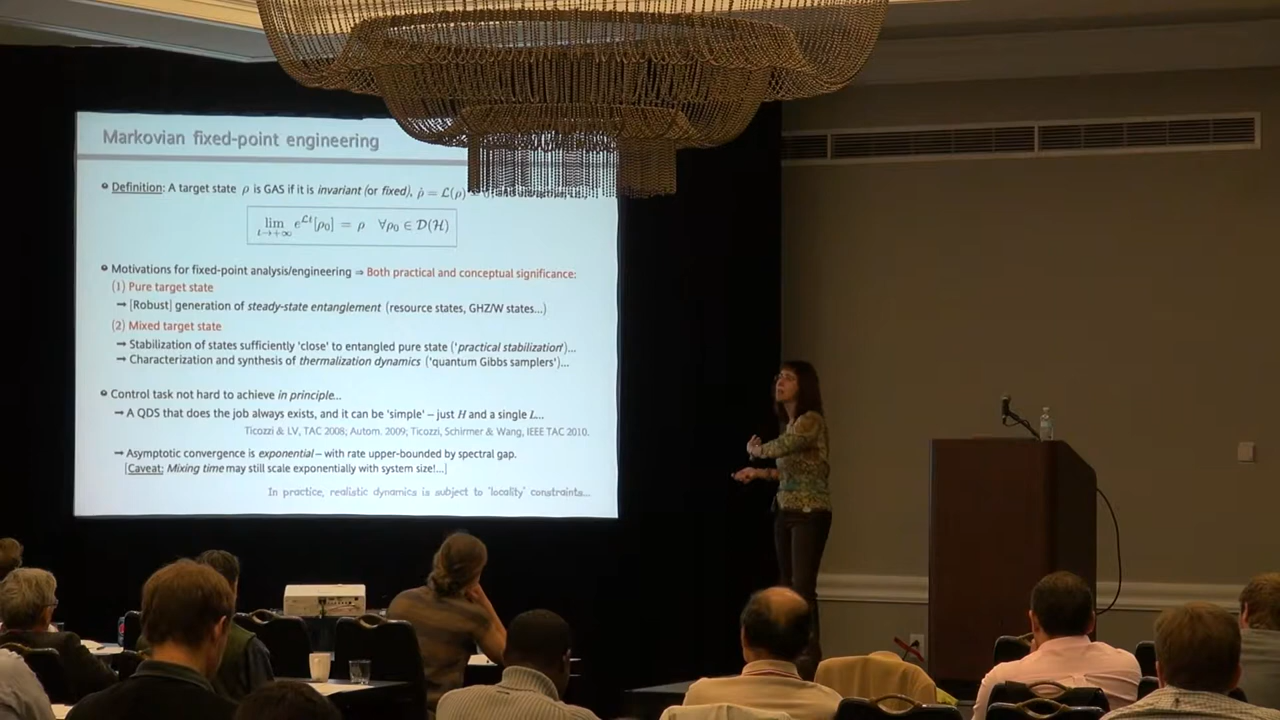 Markovian fixed-point engineering
Definition: A target state ρ is GAS if it is invariant (or fixed), ρ̇ = ℒ(ρ)
lim t→+∞ e^{ℒt}[ρ₀] = ρ ∀ρ₀ ∈ 𝒟(ℋ)
Motivations for fixed-point analysis/engineering ⇒ Both practical and conceptual significance:
(1) Pure target state
→ [Robust] generation of steady-state entanglement (resource states, GHZ/W states...)
(2) Mixed target state
→ Stabilization of states sufficiently 'close' to entangled pure state ('practical stabilization')...
→ Characterization and synthesis of thermalization dynamics ('quantum Gibbs samplers')...
Control task not hard to achieve in principle...
→ A QDS that does the job always exists, and it can be 'simple' – just H and a single L...
Ticozzi & LV, TAC 2008; Autom. 2009; Ticozzi, Schirmer & Wang, IEEE TAC 2010.
→ Asymptotic convergence is exponential – with rate upper-bounded by spectral gap.
[Caveat: Mixing time may still scale exponentially with system size!...]
In practice, realistic dynamics is subject to 'locality' constraints...